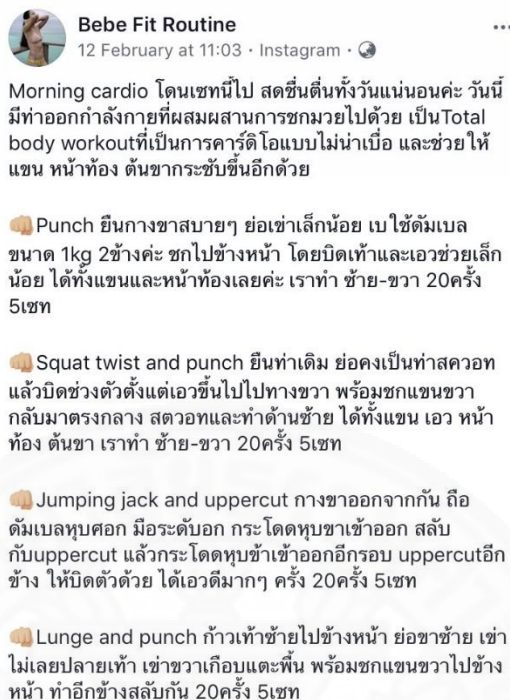 Bebe Fit Routine
12 February at 11:03 · Instagram ·
Morning cardio โดนเซทนี้ไป สดชื่นตื่นทั้งวันแน่นอนค่ะ วันนี้
มีท่าออกกำลังกายที่ผสมผสานการชกมวยไปด้วย เป็นTotal
body workoutที่เป็นการคาร์ดิโอแบบไม่น่าเบื่อ และช่วยให้
แขน หน้าท้อง ต้นขากระชับขึ้นอีกด้วย
👊🏼Punch ยืนกางขาสบายๆ ย่อเข่าเล็กน้อย เบใช้ดัมเบล
ขนาด 1kg 2ข้างค่ะ ชกไปข้างหน้า โดยบิดเท้าและเอวช่วยเล็ก
น้อย ได้ทั้งแขนและหน้าท้องเลยค่ะ เราทำ ซ้าย-ขวา 20ครั้ง
5เซท
👊🏼Squat twist and punch ยืนท่าเดิม ย่อคงเป็นท่าสควอท
แล้วบิดช่วงตัวตั้งแต่เอวขึ้นไปไปทางขวา พร้อมชกแขนขวา
กลับมาตรงกลาง สตวอทและทำด้านซ้าย ได้ทั้งแขน เอว หน้า
ท้อง ต้นขา เราทำ ซ้าย-ขวา 20ครั้ง 5เซท
👊🏼Jumping jack and uppercut กางขาออกจากกัน ถือ
ดัมเบลหุบศอก มือระดับอก กระโดดหุบขาเข้าออก สลับ
กับuppercut แล้วกระโดดหุบข้าเข้าออกอีกรอบ uppercutอีก
ข้าง ให้บิดตัวด้วย ได้เอวดีมากๆ ครั้ง 20ครั้ง 5เซท
👊🏼Lunge and punch ก้าวเท้าซ้ายไปข้างหน้า ย่อขาซ้าย เข่า
ไม่เลยปลายเท้า เข่าขวาเกือบแตะพื้น พร้อมชกแขนขวาไปข้าง
หน้า ทำอีกข้างสลับกัน 20ครั้ง 5เซท